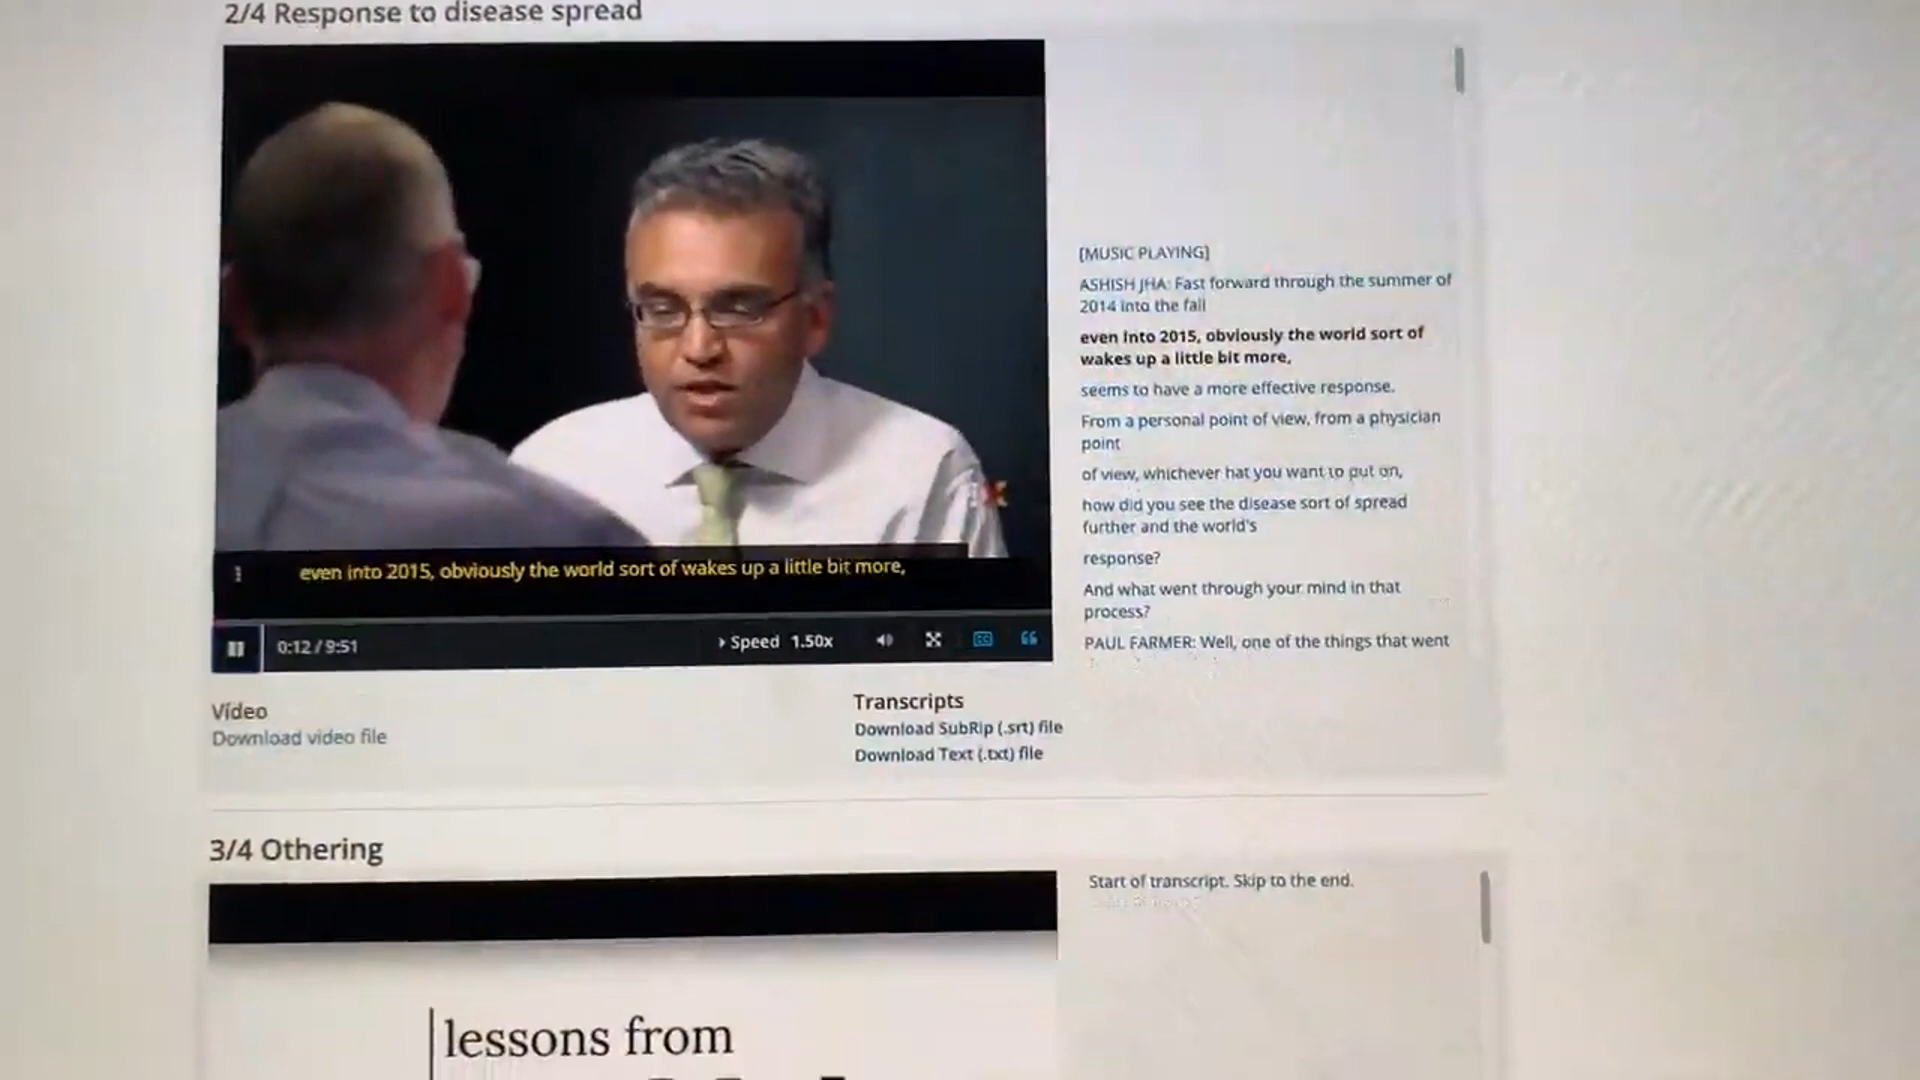 2/4 Response to disease spread
[MUSIC PLAYING]
ASHISH JHA: Fast forward through the summer of
2014 into the fall
even into 2015, obviously the world sort of
wakes up a little bit more,
seems to have a more effective response.
From a personal point of view, from a physician
point
of view, whichever hat you want to put on,
how did you see the disease sort of spread
further and the world's
response?
And what went through your mind in that
process?
PAUL FARMER: Well, one of the things that went
even into 2015, obviously the world sort of wakes up a little bit more,
0:12 / 9:51
Speed 1.50x
CC
Vídeo
Download video file
Transcripts
Download SubRip (.srt) file
Download Text (.txt) file
3/4 Othering
Start of transcript. Skip to the end.
lessons from